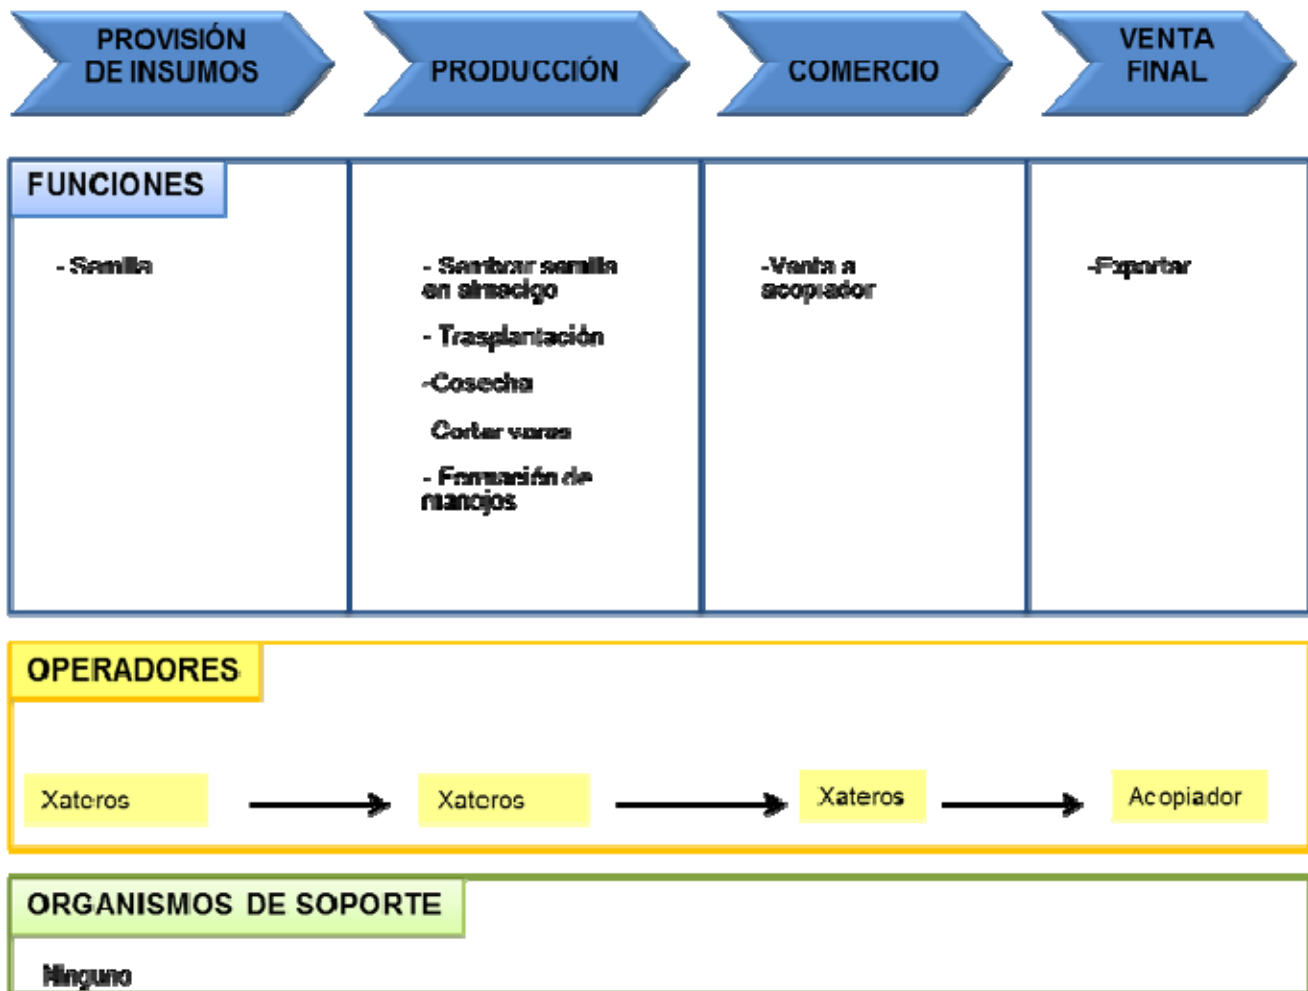 PROVISIÓN
DE INSUMOS
PRODUCCIÓN
COMERCIO
VENTA
FINAL
FUNCIONES
- Semilla
- Sembrar semilla
en almacigo
- Trasplantación
-Cosecha
Cortar varas
- Formación de
manojos
-Venta a
acopiador
-Exportar
OPERADORES
Xateros
Xateros
Xateros
Acopiador
ORGANISMOS DE SOPORTE
Ninguno